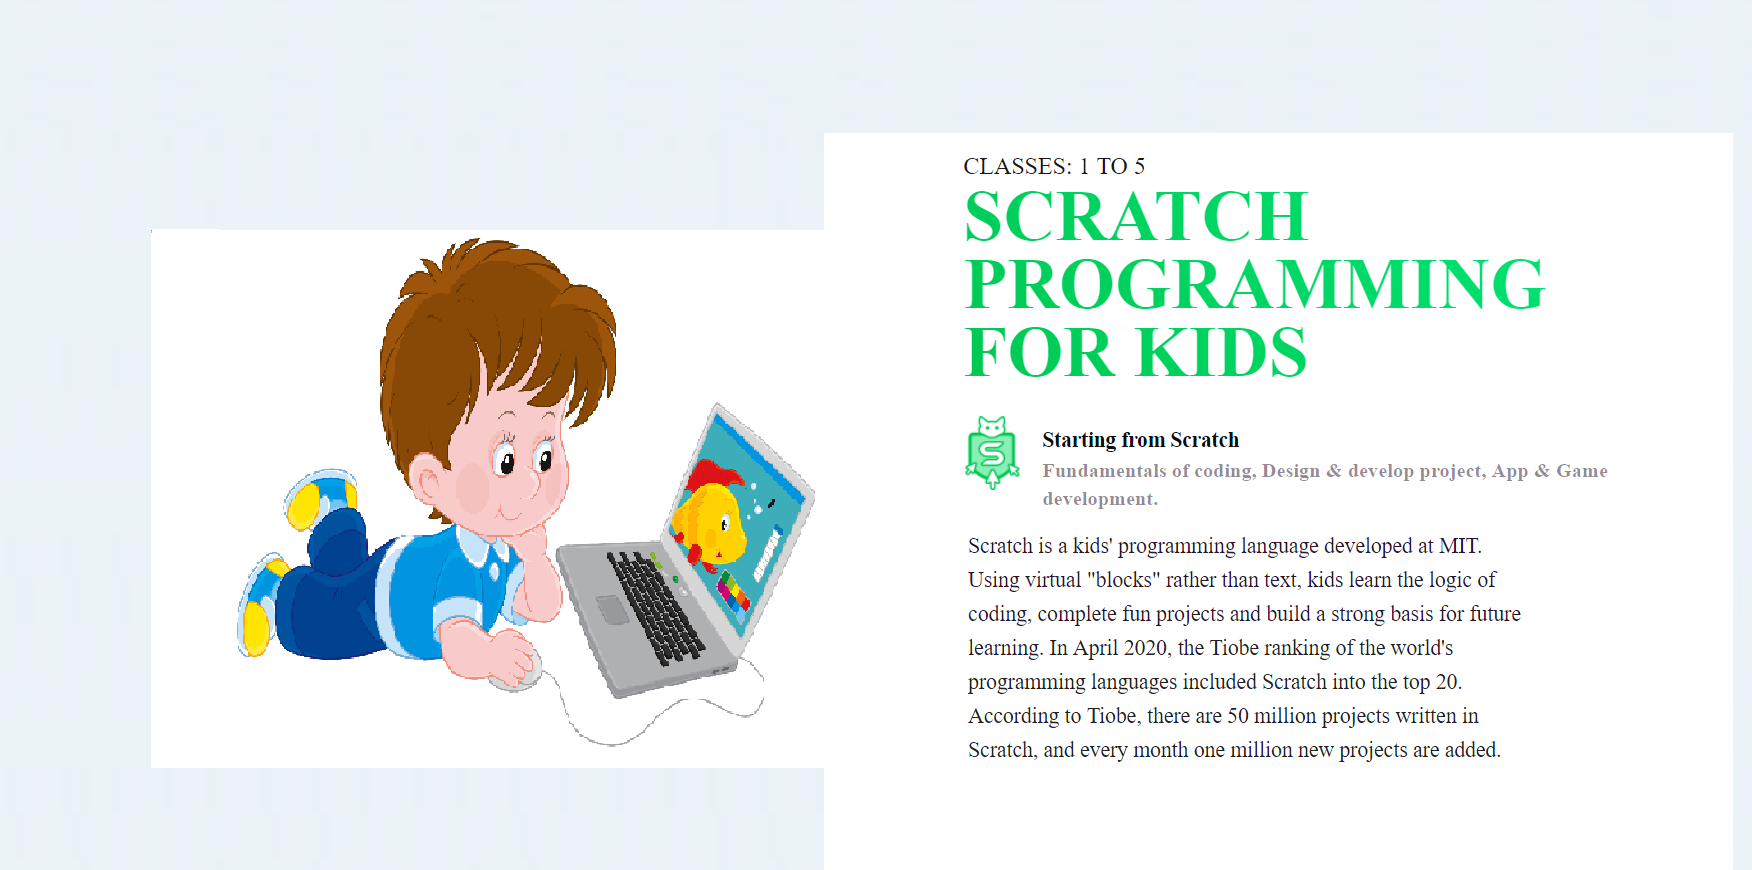 CLASSES: 1 TO 5
SCRATCH
PROGRAMMING
FOR KIDS
S
Starting from Scratch
Fundamentals of coding, Design & develop project, App & Game
development.
Scratch is a kids' programming language developed at MIT.
Using virtual "blocks" rather than text, kids learn the logic of
coding, complete fun projects and build a strong basis for future
learning. In April 2020, the Tiobe ranking of the world's
programming languages included Scratch into the top 20.
According to Tiobe, there are 50 million projects written in
Scratch, and every month one million new projects are added.